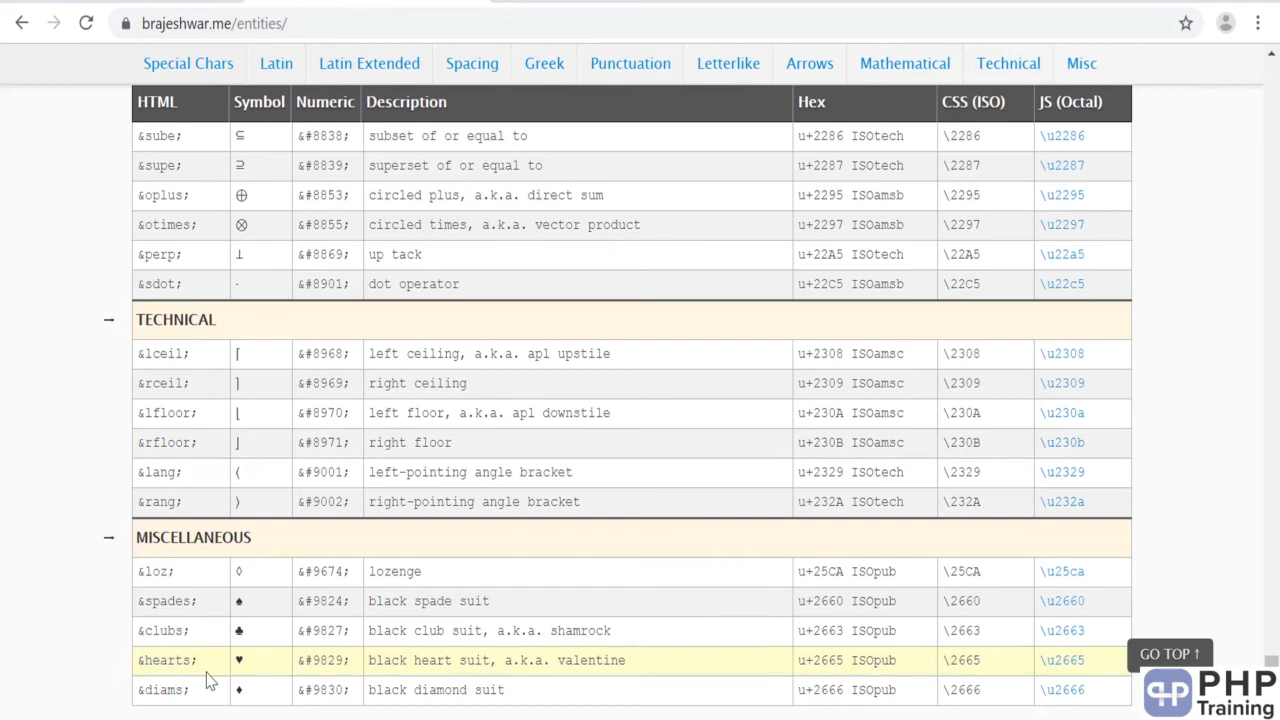 brajeshwar.me/entities/
Special Chars Latin Latin Extended Spacing Greek Punctuation Letterlike Arrows Mathematical Technical Misc
HTML Symbol Numeric Description Hex CSS (ISO) JS (Octal)
&sube; ⊆ &#8838; subset of or equal to u+2286 ISOtech \2286 \u2286
&supe; ⊇ &#8839; superset of or equal to u+2287 ISOtech \2287 \u2287
&oplus; ⊕ &#8853; circled plus, a.k.a. direct sum u+2295 ISOamsb \2295 \u2295
&otimes; ⊗ &#8855; circled times, a.k.a. vector product u+2297 ISOamsb \2297 \u2297
&perp; ⊥ &#8869; up tack u+22A5 ISOtech \22A5 \u22a5
&sdot; ⋅ &#8901; dot operator u+22C5 ISOamsb \22C5 \u22c5
→ TECHNICAL
&lceil; ⌈ &#8968; left ceiling, a.k.a. apl upstile u+2308 ISOamsc \2308 \u2308
&rceil; ⌉ &#8969; right ceiling u+2309 ISOamsc \2309 \u2309
&lfloor; ⌊ &#8970; left floor, a.k.a. apl downstile u+230A ISOamsc \230A \u230a
&rfloor; ⌋ &#8971; right floor u+230B ISOamsc \230B \u230b
&lang; ⟨ &#9001; left-pointing angle bracket u+2329 ISOtech \2329 \u2329
&rang; ⟩ &#9002; right-pointing angle bracket u+232A ISOtech \232A \u232a
→ MISCELLANEOUS
&loz; ◊ &#9674; lozenge u+25CA ISOpub \25CA \u25ca
&spades; ♠ &#9824; black spade suit u+2660 ISOpub \2660 \u2660
&clubs; ♣ &#9827; black club suit, a.k.a. shamrock u+2663 ISOpub \2663 \u2663
&hearts; ♥ &#9829; black heart suit, a.k.a. valentine u+2665 ISOpub \2665 \u2665
&diams; ♦ &#9830; black diamond suit u+2666 ISOpub \2666 \u2666
GO TOP ↑
php PHP
Training